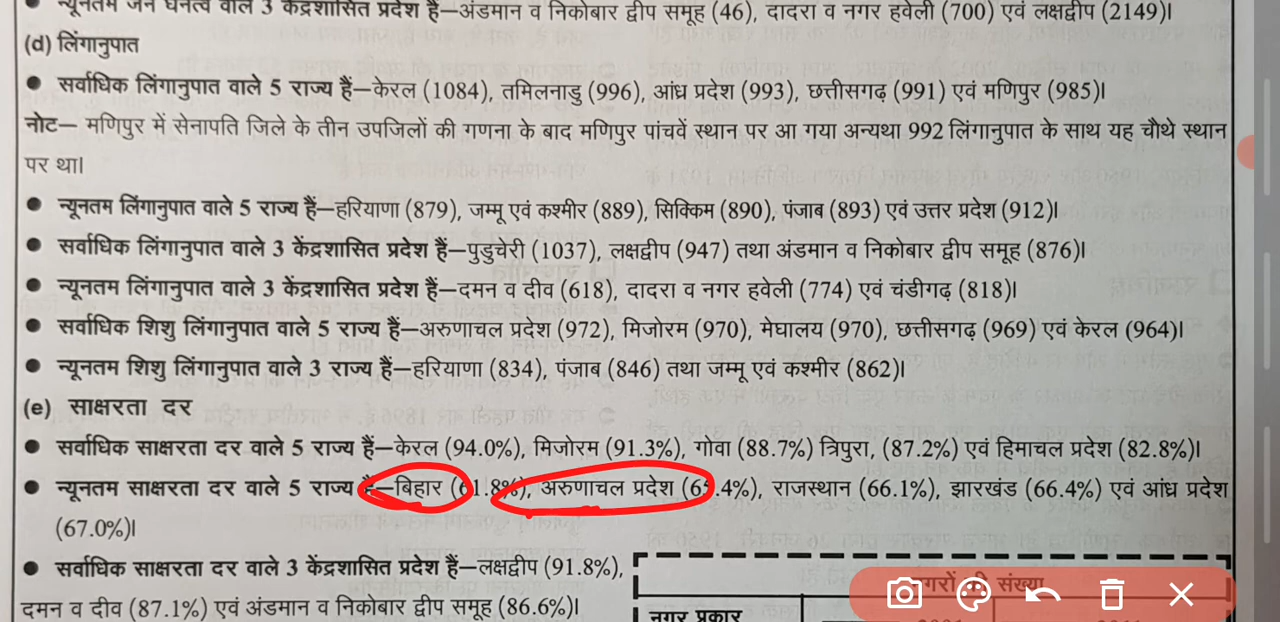 न्यूनतम जन घनत्व वाले 3 केंद्रशासित प्रदेश हैं—अंडमान व निकोबार द्वीप समूह (46), दादरा व नगर हवेली (700) एवं लक्षद्वीप (2149)।
(d) लिंगानुपात
● सर्वाधिक लिंगानुपात वाले 5 राज्य हैं—केरल (1084), तमिलनाडु (996), आंध्र प्रदेश (993), छत्तीसगढ़ (991) एवं मणिपुर (985)।
नोट— मणिपुर में सेनापति जिले के तीन उपजिलों की गणना के बाद मणिपुर पांचवें स्थान पर आ गया अन्यथा 992 लिंगानुपात के साथ यह चौथे स्थान
पर था।
● न्यूनतम लिंगानुपात वाले 5 राज्य हैं—हरियाणा (879), जम्मू एवं कश्मीर (889), सिक्किम (890), पंजाब (893) एवं उत्तर प्रदेश (912)।
● सर्वाधिक लिंगानुपात वाले 3 केंद्रशासित प्रदेश हैं—पुडुचेरी (1037), लक्षद्वीप (947) तथा अंडमान व निकोबार द्वीप समूह (876)।
● न्यूनतम लिंगानुपात वाले 3 केंद्रशासित प्रदेश हैं—दमन व दीव (618), दादरा व नगर हवेली (774) एवं चंडीगढ़ (818)।
● सर्वाधिक शिशु लिंगानुपात वाले 5 राज्य हैं—अरुणाचल प्रदेश (972), मिजोरम (970), मेघालय (970), छत्तीसगढ़ (969) एवं केरल (964)।
● न्यूनतम शिशु लिंगानुपात वाले 3 राज्य हैं—हरियाणा (834), पंजाब (846) तथा जम्मू एवं कश्मीर (862)।
(e) साक्षरता दर
● सर्वाधिक साक्षरता दर वाले 5 राज्य हैं—केरल (94.0%), मिजोरम (91.3%), गोवा (88.7%) त्रिपुरा, (87.2%) एवं हिमाचल प्रदेश (82.8%)।
● न्यूनतम साक्षरता दर वाले 5 राज्य हैं—बिहार (61.8%), अरुणाचल प्रदेश (65.4%), राजस्थान (66.1%), झारखंड (66.4%) एवं आंध्र प्रदेश
(67.0%)।
● सर्वाधिक साक्षरता दर वाले 3 केंद्रशासित प्रदेश हैं—लक्षद्वीप (91.8%),
दमन व दीव (87.1%) एवं अंडमान व निकोबार द्वीप समूह (86.6%)।
नगरों की संख्या
नगर प्रकार